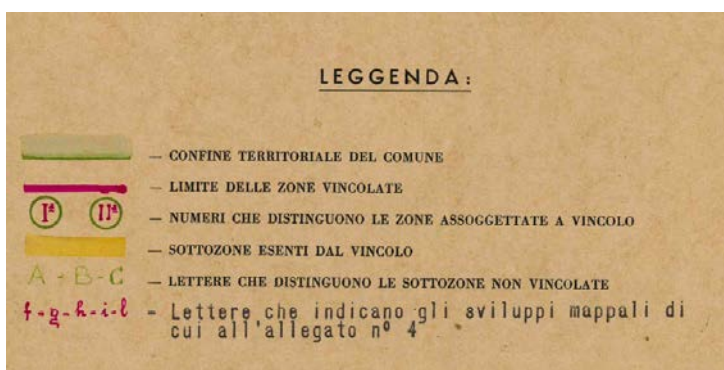 LEGGENDA:
— CONFINE TERRITORIALE DEL COMUNE
— LIMITE DELLE ZONE VINCOLATE
Iª IIª — NUMERI CHE DISTINGUONO LE ZONE ASSOGGETTATE A VINCOLO
— SOTTOZONE ESENTI DAL VINCOLO
A - B - C — LETTERE CHE DISTINGUONO LE SOTTOZONE NON VINCOLATE
f - g - h - i - l - Lettere che indicano gli sviluppi mappali di
cui all'allegato nº 4